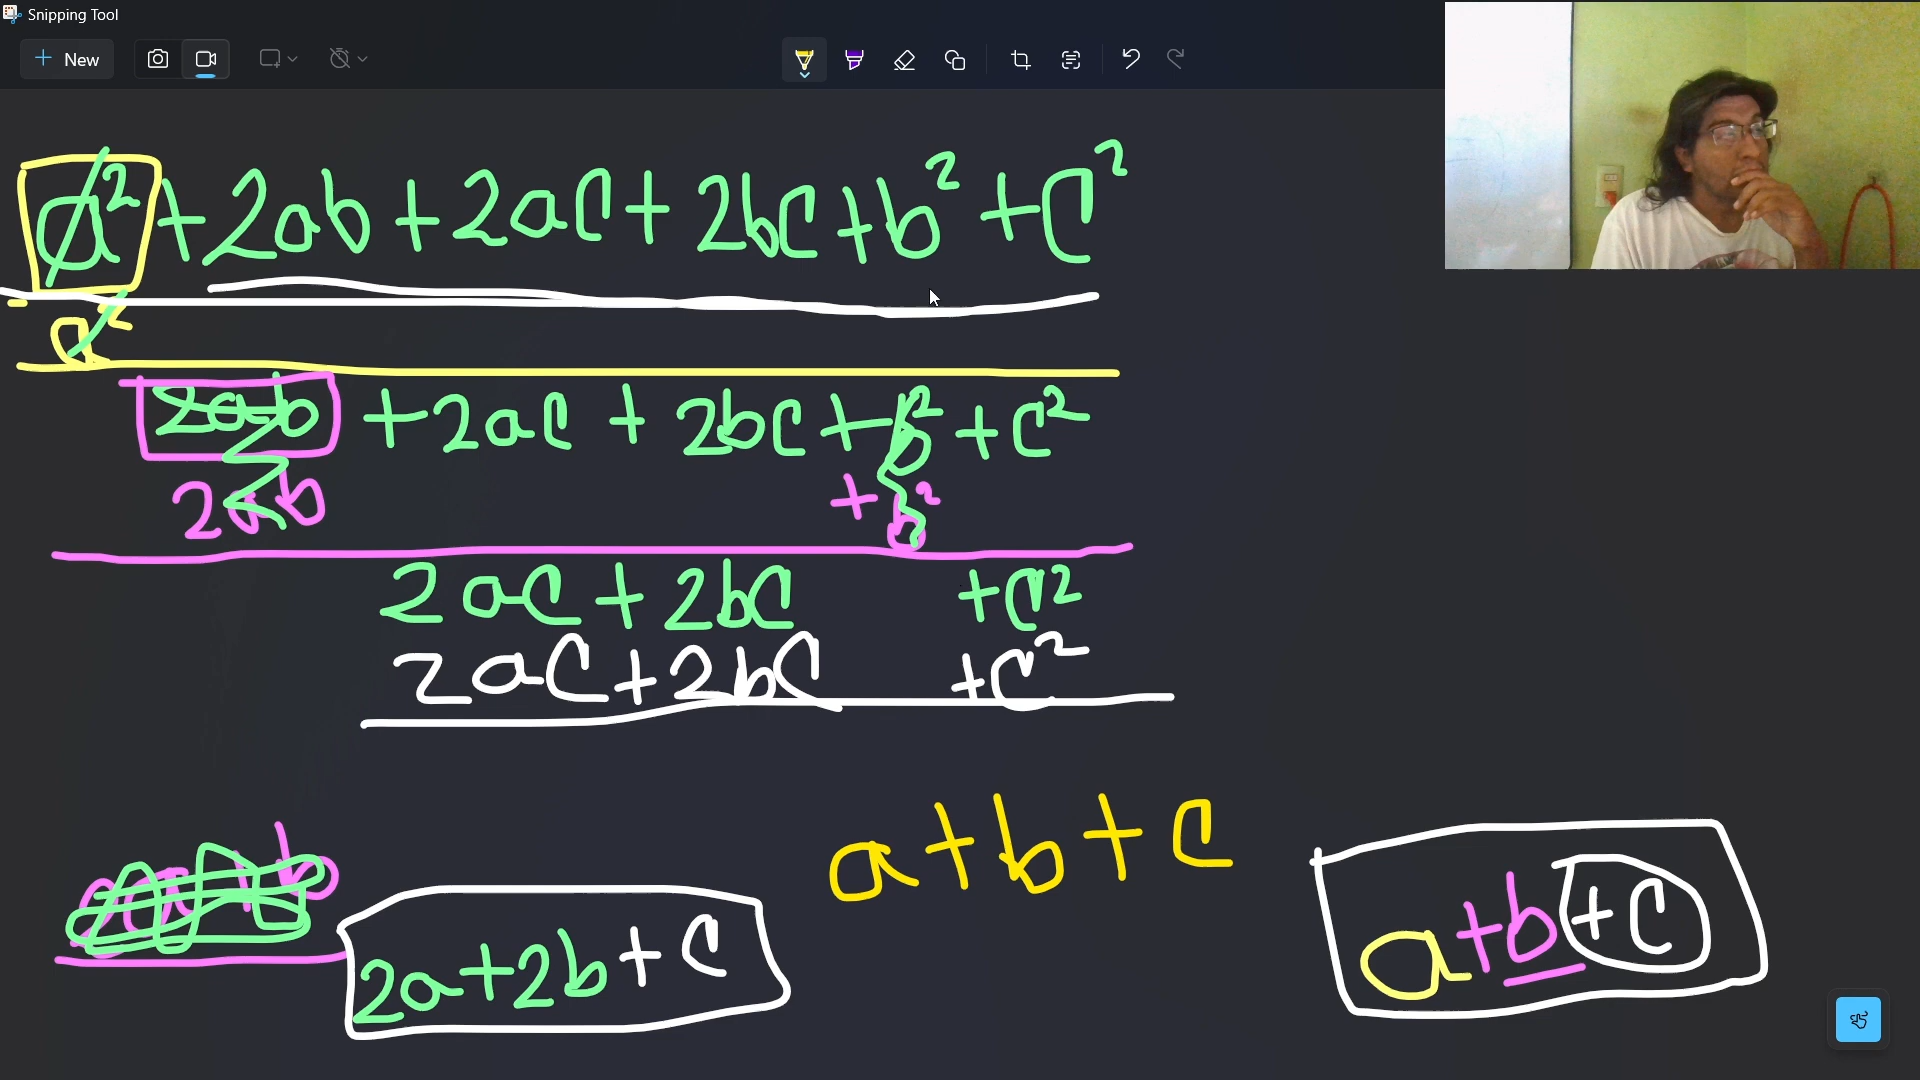 Snipping Tool
New
a² + 2ab + 2ac + 2bc + b² + c²
a²
2ab + 2ac + 2bc + b² + c²
2ab + b²
2ac + 2bc + c²
2ac + 2bc + c²
a + b + c
2a + 2b + c
a + b + c